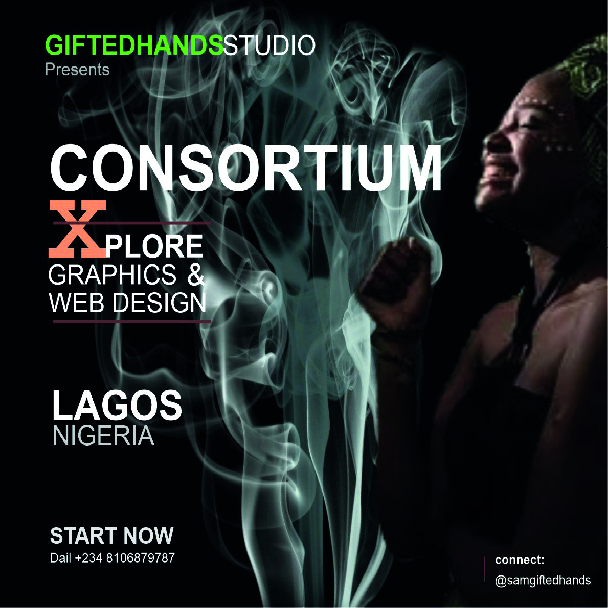 GIFTEDHANDSSTUDIO
Presents
CONSORTIUM
XPLORE
GRAPHICS &
WEB DESIGN
LAGOS
NIGERIA
START NOW
Dail +234 8106879787
connect:
@samgiftedhands